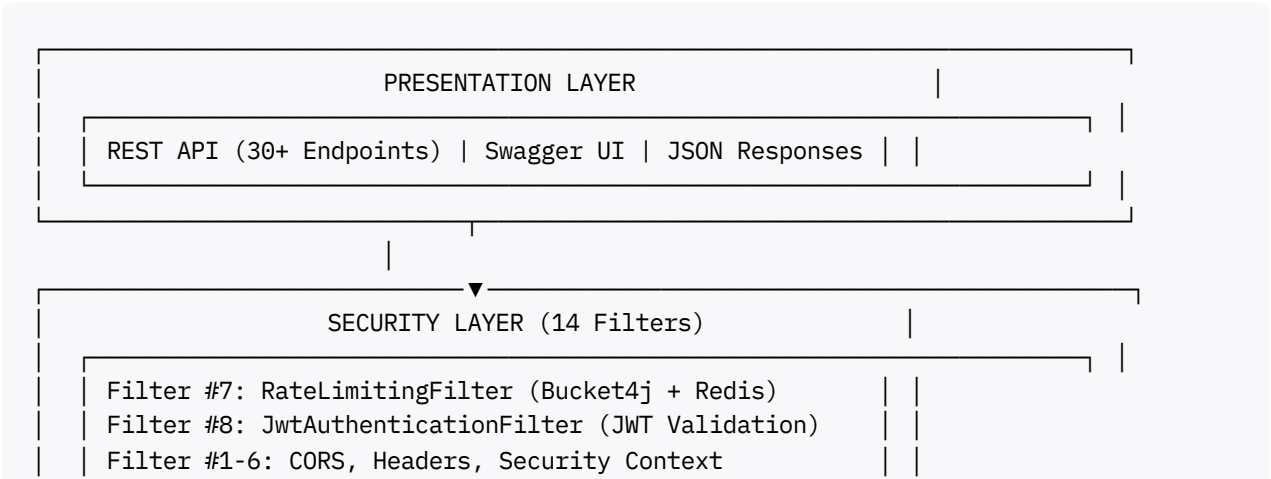 PRESENTATION LAYER
REST API (30+ Endpoints) | Swagger UI | JSON Responses
▼
SECURITY LAYER (14 Filters)
Filter #7: RateLimitingFilter (Bucket4j + Redis)
Filter #8: JwtAuthenticationFilter (JWT Validation)
Filter #1-6: CORS, Headers, Security Context